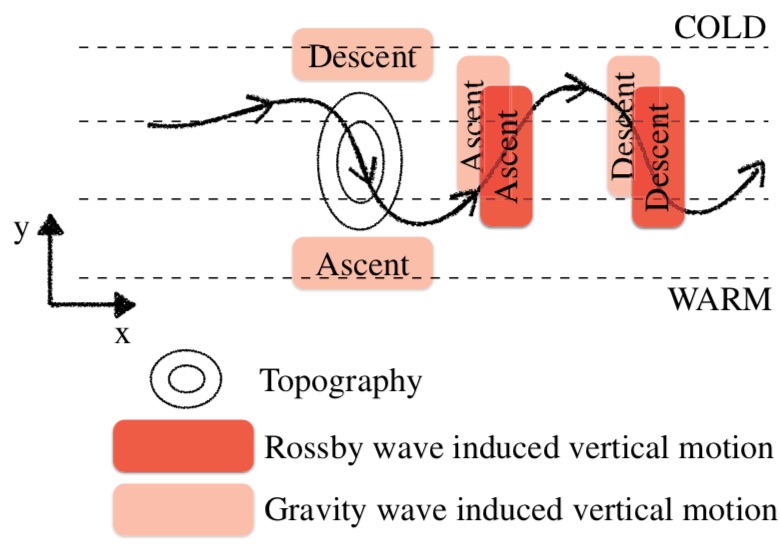 COLD
Descent
Ascent
Ascent
Descent
Descent
Ascent
WARM
y
x
Topography
Rossby wave induced vertical motion
Gravity wave induced vertical motion